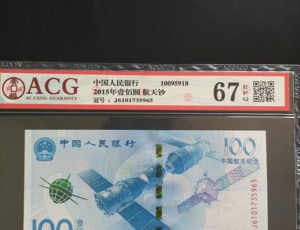 ACG
AI CANG GUARANTY
中国人民银行 10095918
2015年壹佰圆 航天钞
冠号: J6101735965
67
EPQ
中国人民银行
100
中国航天纪念
J6101735965
100